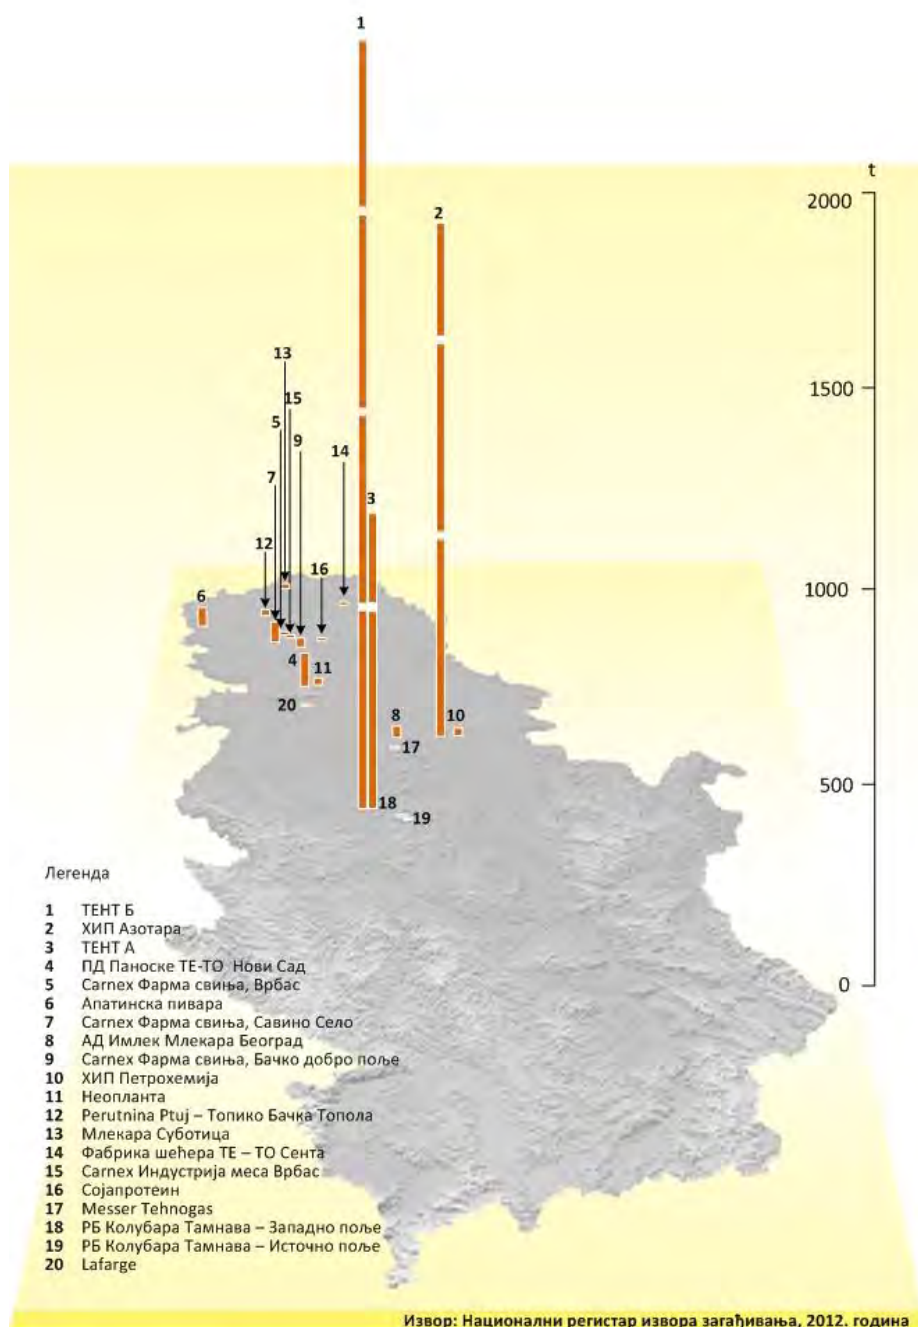 1
t
2000
2
1500
13
15
5
9
14
7
3
12
16
1000
6
4
11
20
8
10
17
500
18
19
0
Легенда
1 ТЕНТ Б
2 ХИП Азотара
3 ТЕНТ А
4 ПД Паноске ТЕ-ТО Нови Сад
5 Carnex Фарма свиња, Врбас
6 Апатинска пивара
7 Carnex Фарма свиња, Савино Село
8 АД Имлек Млекара Београд
9 Carnex Фарма свиња, Бачко добро поље
10 ХИП Петрохемија
11 Неопланта
12 Perutnina Ptuj – Топико Бачка Топола
13 Млекара Суботица
14 Фабрика шећера ТЕ – ТО Сента
15 Carnex Индустрија меса Врбас
16 Сојапротеин
17 Messer Tehnogas
18 РБ Колубара Тамнава – Западно поље
19 РБ Колубара Тамнава – Источно поље
20 Lafarge
Извор: Национални регистар извора загађивања, 2012. година